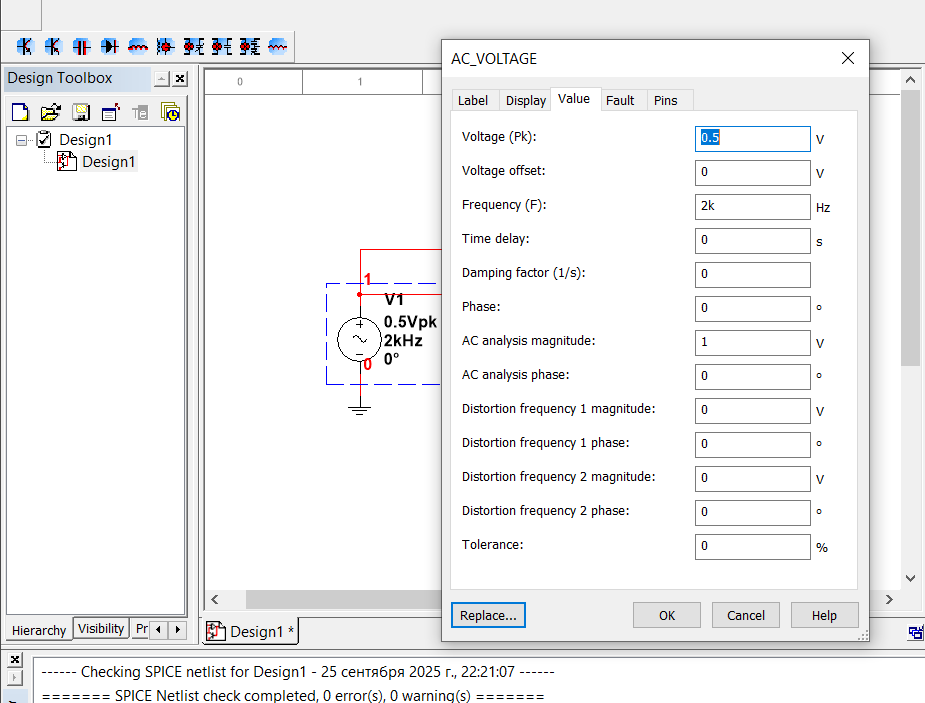 AC_VOLTAGE
Design Toolbox
0 1
Label Display Value Fault Pins
Design1
Design1
Voltage (Pk): 0.5 V
Voltage offset: 0 V
Frequency (F): 2k Hz
Time delay: 0 s
Damping factor (1/s): 0
Phase: 0 °
AC analysis magnitude: 1 V
AC analysis phase: 0 °
Distortion frequency 1 magnitude: 0 V
Distortion frequency 1 phase: 0 °
Distortion frequency 2 magnitude: 0 V
Distortion frequency 2 phase: 0 °
Tolerance: 0 %
1
V1
0.5Vpk
2kHz
0°
0
Replace... OK Cancel Help
Hierarchy Visibility Pr
Design1 *
------ Checking SPICE netlist for Design1 - 25 сентября 2025 г., 22:21:07 ------
======= SPICE Netlist check completed, 0 error(s), 0 warning(s) =======